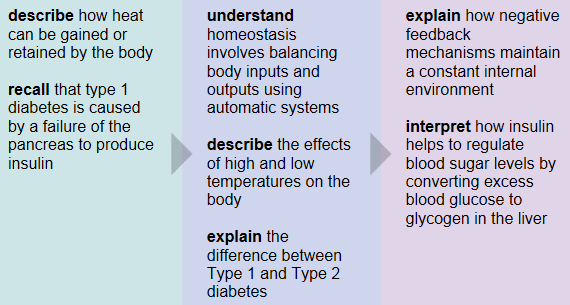 describe how heat
can be gained or
retained by the body
recall that type 1
diabetes is caused
by a failure of the
pancreas to produce
insulin
understand
homeostasis
involves balancing
body inputs and
outputs using
automatic systems
describe the effects
of high and low
temperatures on the
body
explain the
difference between
Type 1 and Type 2
diabetes
explain how negative
feedback
mechanisms maintain
a constant internal
environment
interpret how insulin
helps to regulate
blood sugar levels by
converting excess
blood glucose to
glycogen in the liver